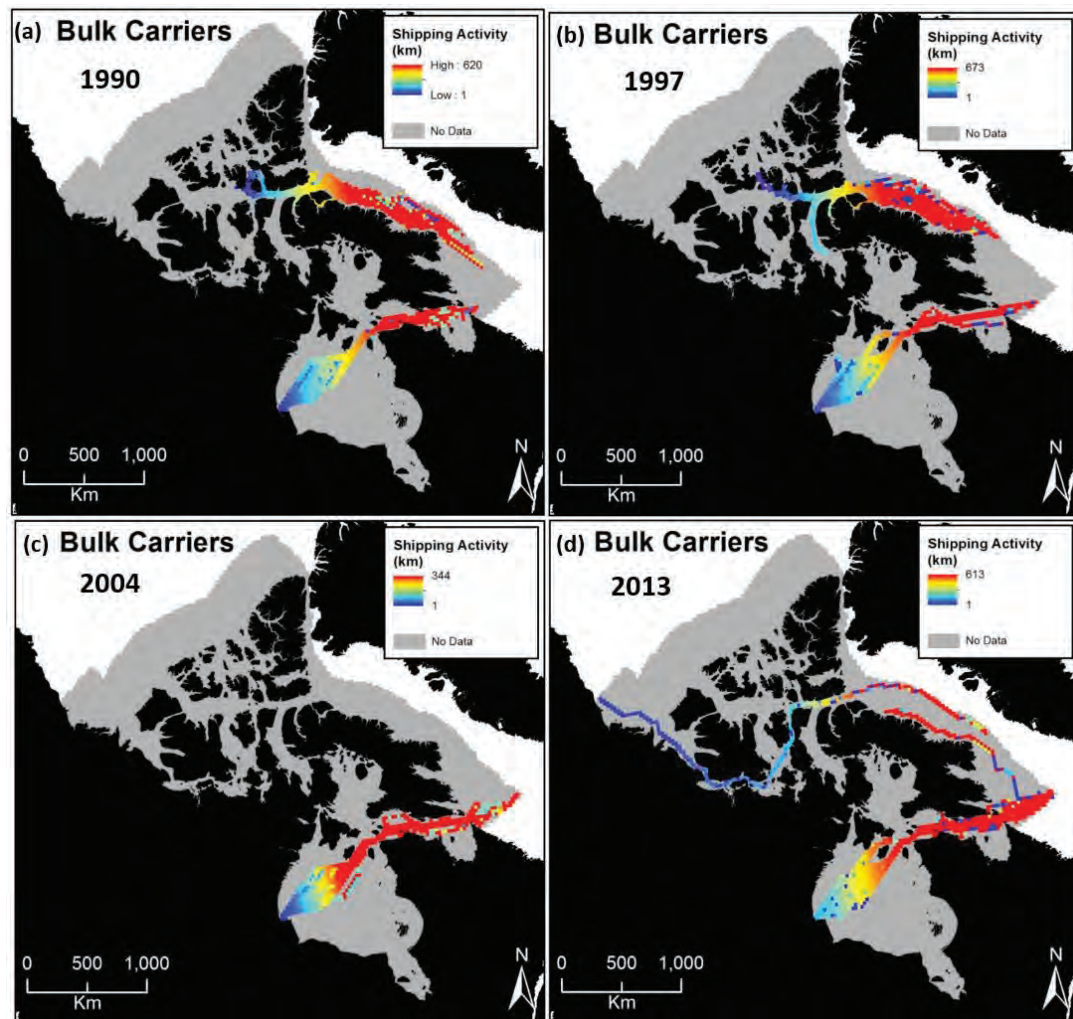 (a) Bulk Carriers
1990
Shipping Activity
(km)
High : 620
Low : 1
No Data
0 500 1,000
Km
N
(b) Bulk Carriers
1997
Shipping Activity
(km)
673
1
No Data
0 500 1,000
Km
N
(c) Bulk Carriers
2004
Shipping Activity
(km)
344
1
No Data
0 500 1,000
Km
N
(d) Bulk Carriers
2013
Shipping Activity
(km)
613
1
No Data
0 500 1,000
Km
N